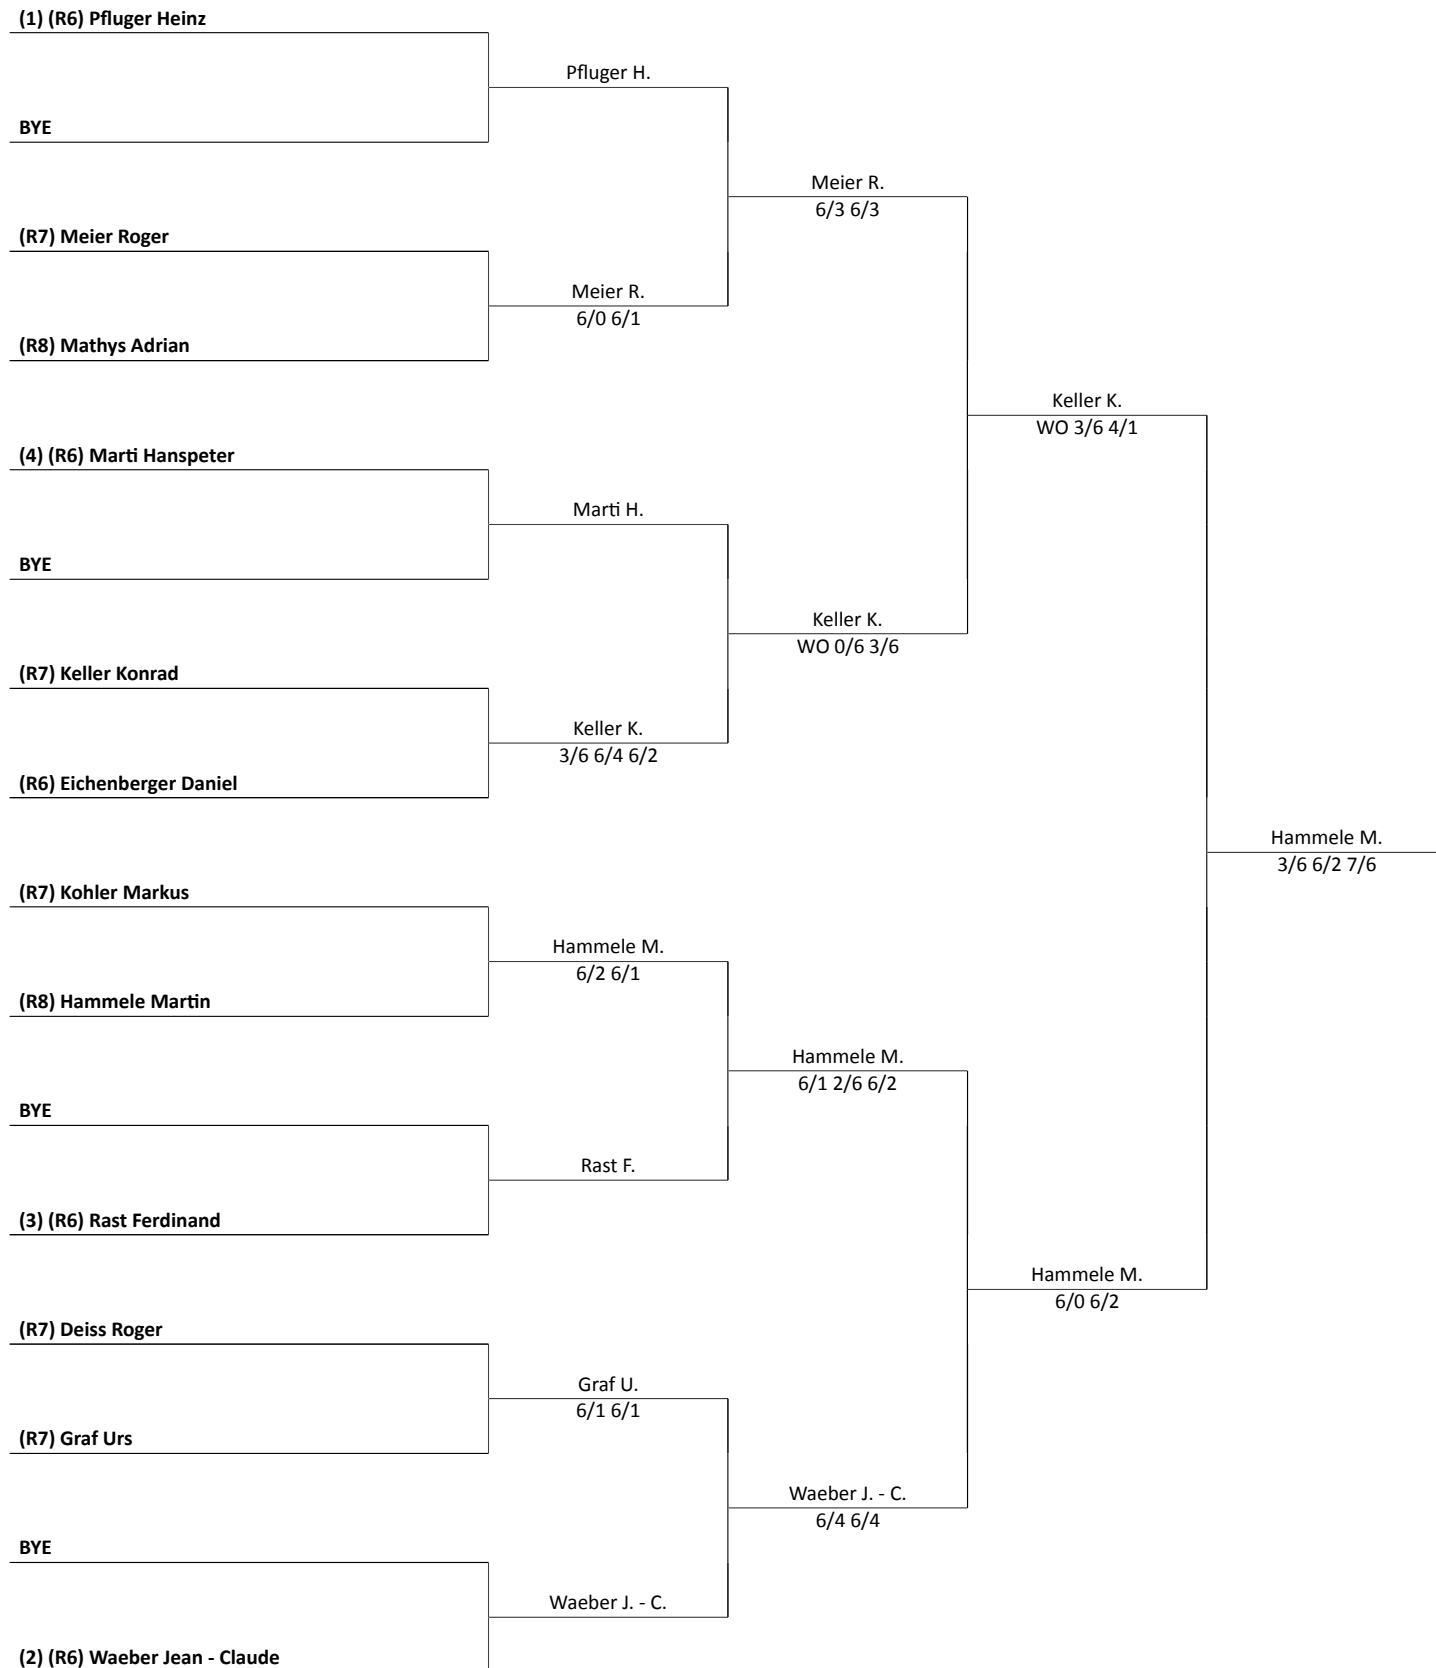 (1) (R6) Pfluger Heinz
Pfluger H.
BYE
Meier R.
6/3 6/3
(R7) Meier Roger
Meier R.
6/0 6/1
(R8) Mathys Adrian
Keller K.
WO 3/6 4/1
(4) (R6) Marti Hanspeter
Marti H.
BYE
Keller K.
WO 0/6 3/6
(R7) Keller Konrad
Keller K.
3/6 6/4 6/2
(R6) Eichenberger Daniel
Hammele M.
3/6 6/2 7/6
(R7) Kohler Markus
Hammele M.
6/2 6/1
(R8) Hammele Martin
Hammele M.
6/1 2/6 6/2
BYE
Rast F.
(3) (R6) Rast Ferdinand
Hammele M.
6/0 6/2
(R7) Deiss Roger
Graf U.
6/1 6/1
(R7) Graf Urs
Waeber J. - C.
6/4 6/4
BYE
Waeber J. - C.
(2) (R6) Waeber Jean - Claude